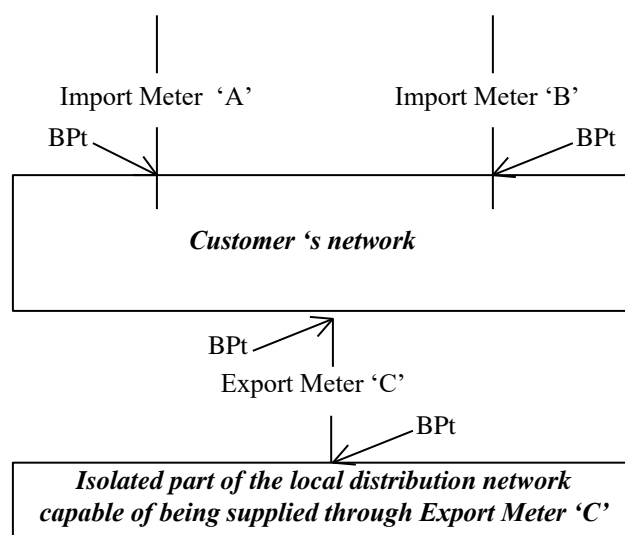 Import Meter ‘A’ Import Meter ‘B’
BPt BPt
Customer ‘s network
BPt
Export Meter ‘C’
BPt
Isolated part of the local distribution network
capable of being supplied through Export Meter ‘C’